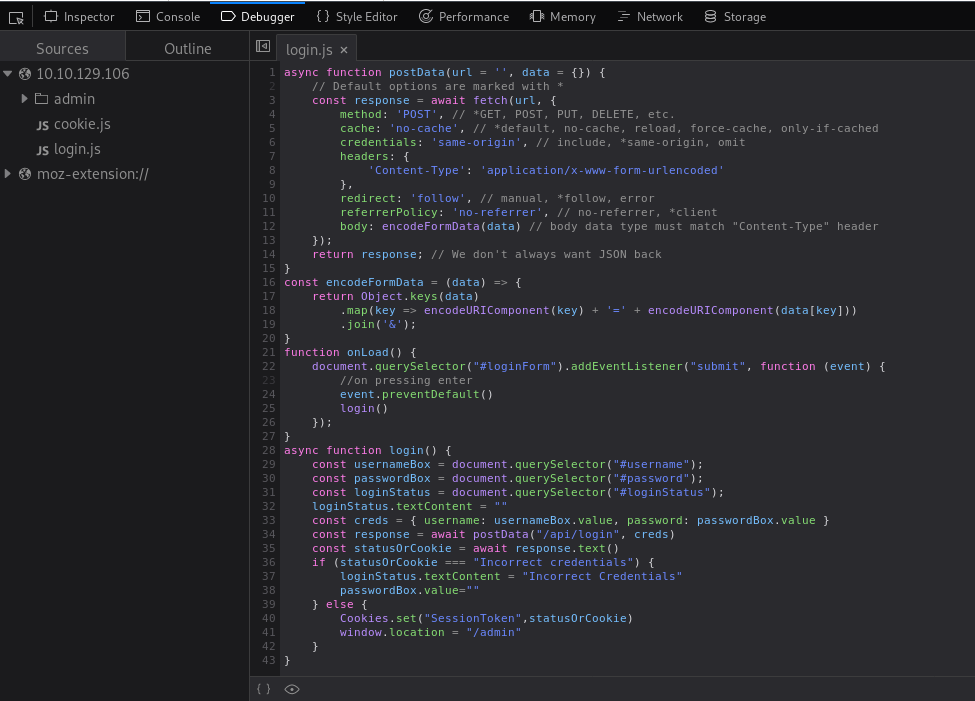 Inspector Console Debugger { } Style Editor Performance Memory Network Storage
Sources Outline login.js ×
10.10.129.106
admin
JS cookie.js
JS login.js
moz-extension://
1 async function postData(url = '', data = {}) {
2     // Default options are marked with *
3     const response = await fetch(url, {
4         method: 'POST', // *GET, POST, PUT, DELETE, etc.
5         cache: 'no-cache', // *default, no-cache, reload, force-cache, only-if-cached
6         credentials: 'same-origin', // include, *same-origin, omit
7         headers: {
8             'Content-Type': 'application/x-www-form-urlencoded'
9         },
10         redirect: 'follow', // manual, *follow, error
11         referrerPolicy: 'no-referrer', // no-referrer, *client
12         body: encodeFormData(data) // body data type must match "Content-Type" header
13     });
14     return response; // We don't always want JSON back
15 }
16 const encodeFormData = (data) => {
17     return Object.keys(data)
18         .map(key => encodeURIComponent(key) + '=' + encodeURIComponent(data[key]))
19         .join('&');
20 }
21 function onLoad() {
22     document.querySelector("#loginForm").addEventListener("submit", function (event) {
23         //on pressing enter
24         event.preventDefault()
25         login()
26     });
27 }
28 async function login() {
29     const usernameBox = document.querySelector("#username");
30     const passwordBox = document.querySelector("#password");
31     const loginStatus = document.querySelector("#loginStatus");
32     loginStatus.textContent = ""
33     const creds = { username: usernameBox.value, password: passwordBox.value }
34     const response = await postData("/api/login", creds)
35     const statusOrCookie = await response.text()
36     if (statusOrCookie === "Incorrect credentials") {
37         loginStatus.textContent = "Incorrect Credentials"
38         passwordBox.value=""
39     } else {
40         Cookies.set("SessionToken",statusOrCookie)
41         window.location = "/admin"
42     }
43 }
{ }